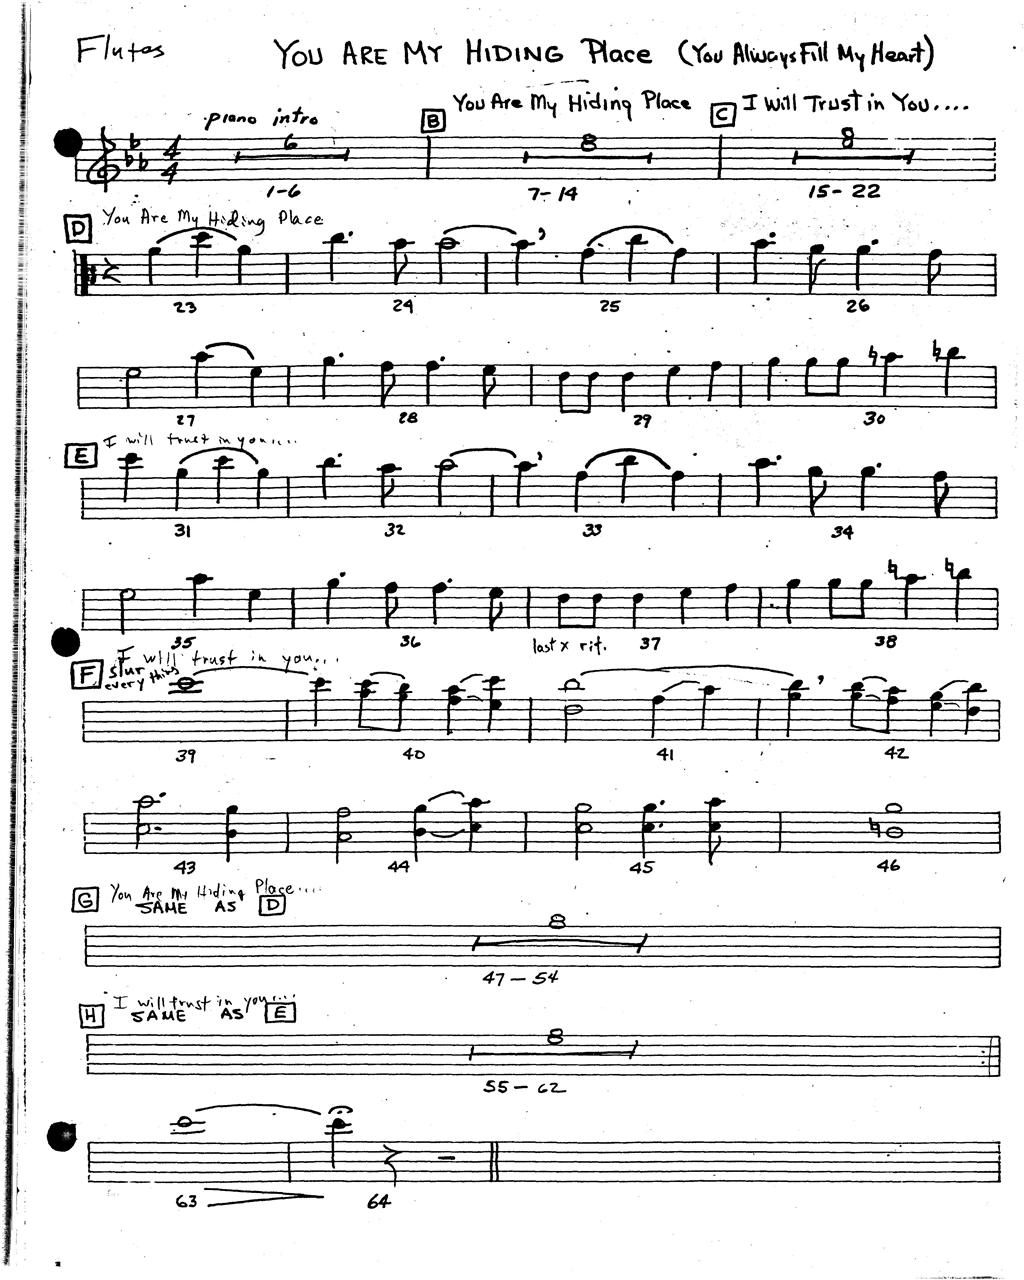 Flutes YOU ARE MY HIDING Place (You Always Fill My Heart)
piano intro B You Are My Hiding Place C I Will Trust in You....
4/4 6 8 8
1-6 7-14 15-22
D You Are My Hiding Place
23 24 25 26
27 28 29 30
E I will trust in you.....
31 32 33 34
35 36 37 38
last x rit.
F I will trust in you...
slur
every thing
39 40 41 42
43 44 45 46
G You Are My Hiding Place....
SAME AS D
8
47-54
H I will trust in you....
SAME AS E
8
55-62
63 64